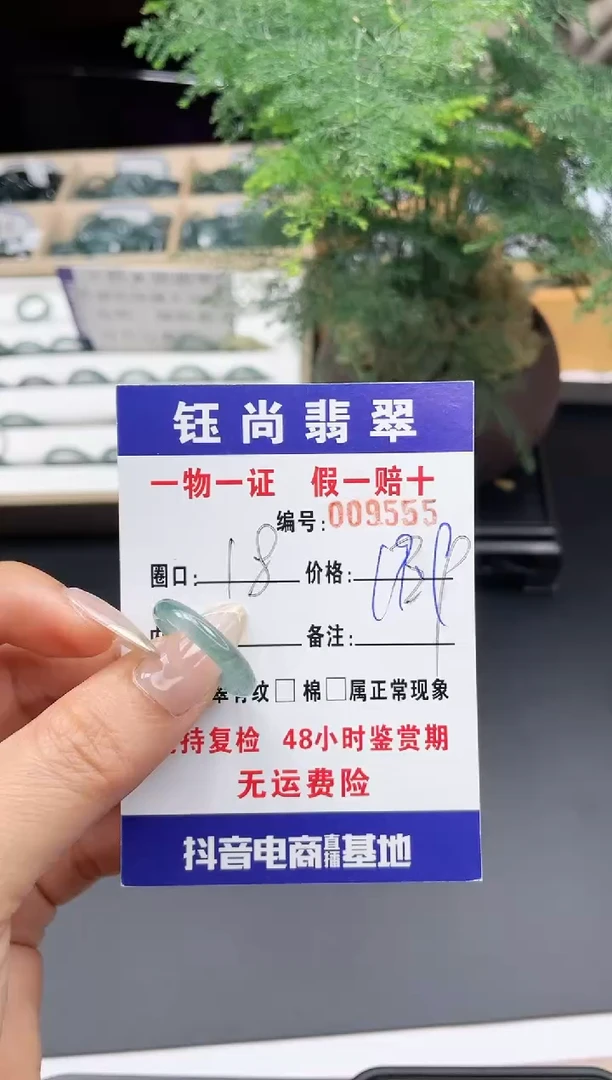 钰尚翡翠
一物一证 假一赔十
编号:009555
圈口:18 价格:
备注:
纹□ 棉□属正常现象
持复检 48小时鉴赏期
无运费险
抖音电商直播基地